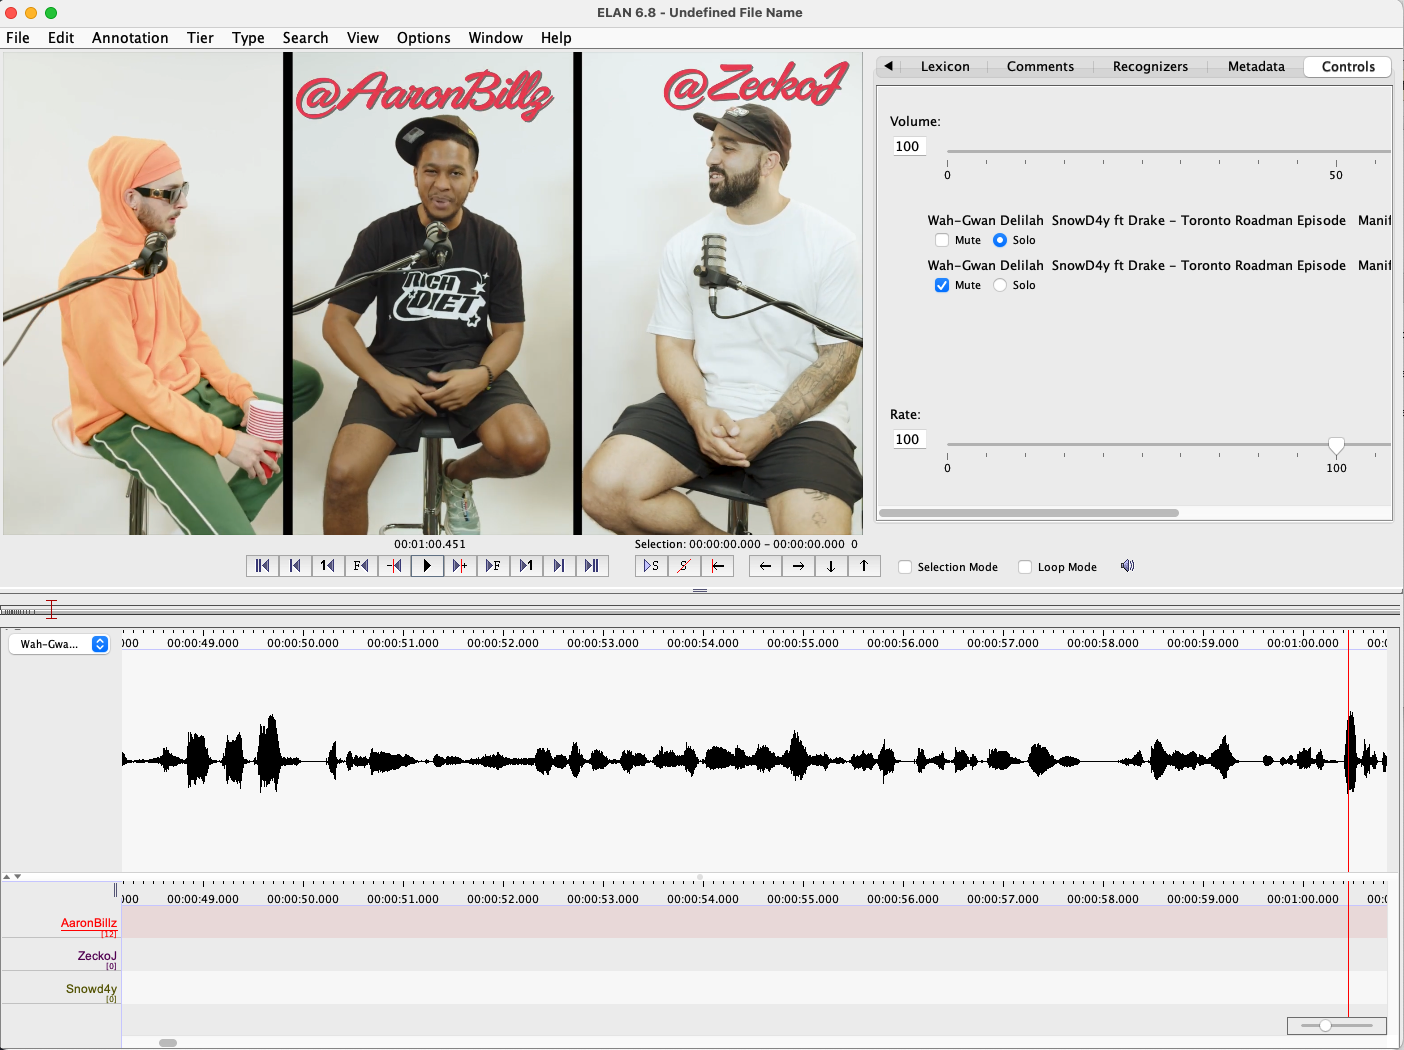 ELAN 6.8 - Undefined File Name
File Edit Annotation Tier Type Search View Options Window Help
@AaronBillz
@ZeckoJ
RICH DIET
Lexicon Comments Recognizers Metadata Controls
Volume:
100
0 50
Wah-Gwan Delilah SnowD4y ft Drake - Toronto Roadman Episode Manif
Mute Solo
Wah-Gwan Delilah SnowD4y ft Drake - Toronto Roadman Episode Manif
Mute Solo
Rate:
100
0 100
00:01:00.451
Selection: 00:00:00.000 - 00:00:00.000 0
1 F + F 1 S S
Selection Mode Loop Mode
Wah-Gwa...
000 00:00:49.000 00:00:50.000 00:00:51.000 00:00:52.000 00:00:53.000 00:00:54.000 00:00:55.000 00:00:56.000 00:00:57.000 00:00:58.000 00:00:59.000 00:01:00.000 00:0
000 00:00:49.000 00:00:50.000 00:00:51.000 00:00:52.000 00:00:53.000 00:00:54.000 00:00:55.000 00:00:56.000 00:00:57.000 00:00:58.000 00:00:59.000 00:01:00.000 00:0
AaronBillz
[12]
ZeckoJ
[0]
Snowd4y
[0]